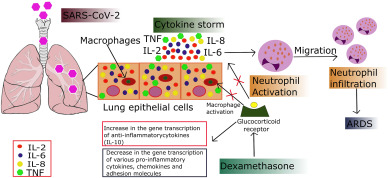 SARS-CoV-2
Cytokine storm
Macrophages
TNF
IL-8
IL-2
IL-6
Migration
Neutrophil
Activation
Neutrophil
infiltration
Lung epithelial cells
Macrophage
activation
Glucocorticoid
receptor
ARDS
Increase in the gene transcription
of anti-inflammatorycytokines
(IL-10)
Decrease in the gene transcription
of various pro-inflammatory
cytokines, chemokines and
adhesion molecules
Dexamethasone
IL-2
IL-6
IL-8
TNF